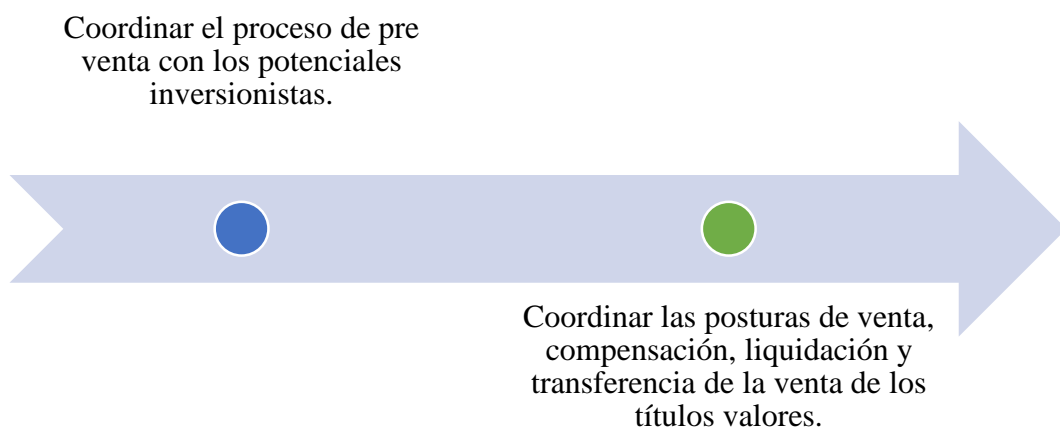 Coordinar el proceso de pre
venta con los potenciales
inversionistas.
Coordinar las posturas de venta,
compensación, liquidación y
transferencia de la venta de los
títulos valores.